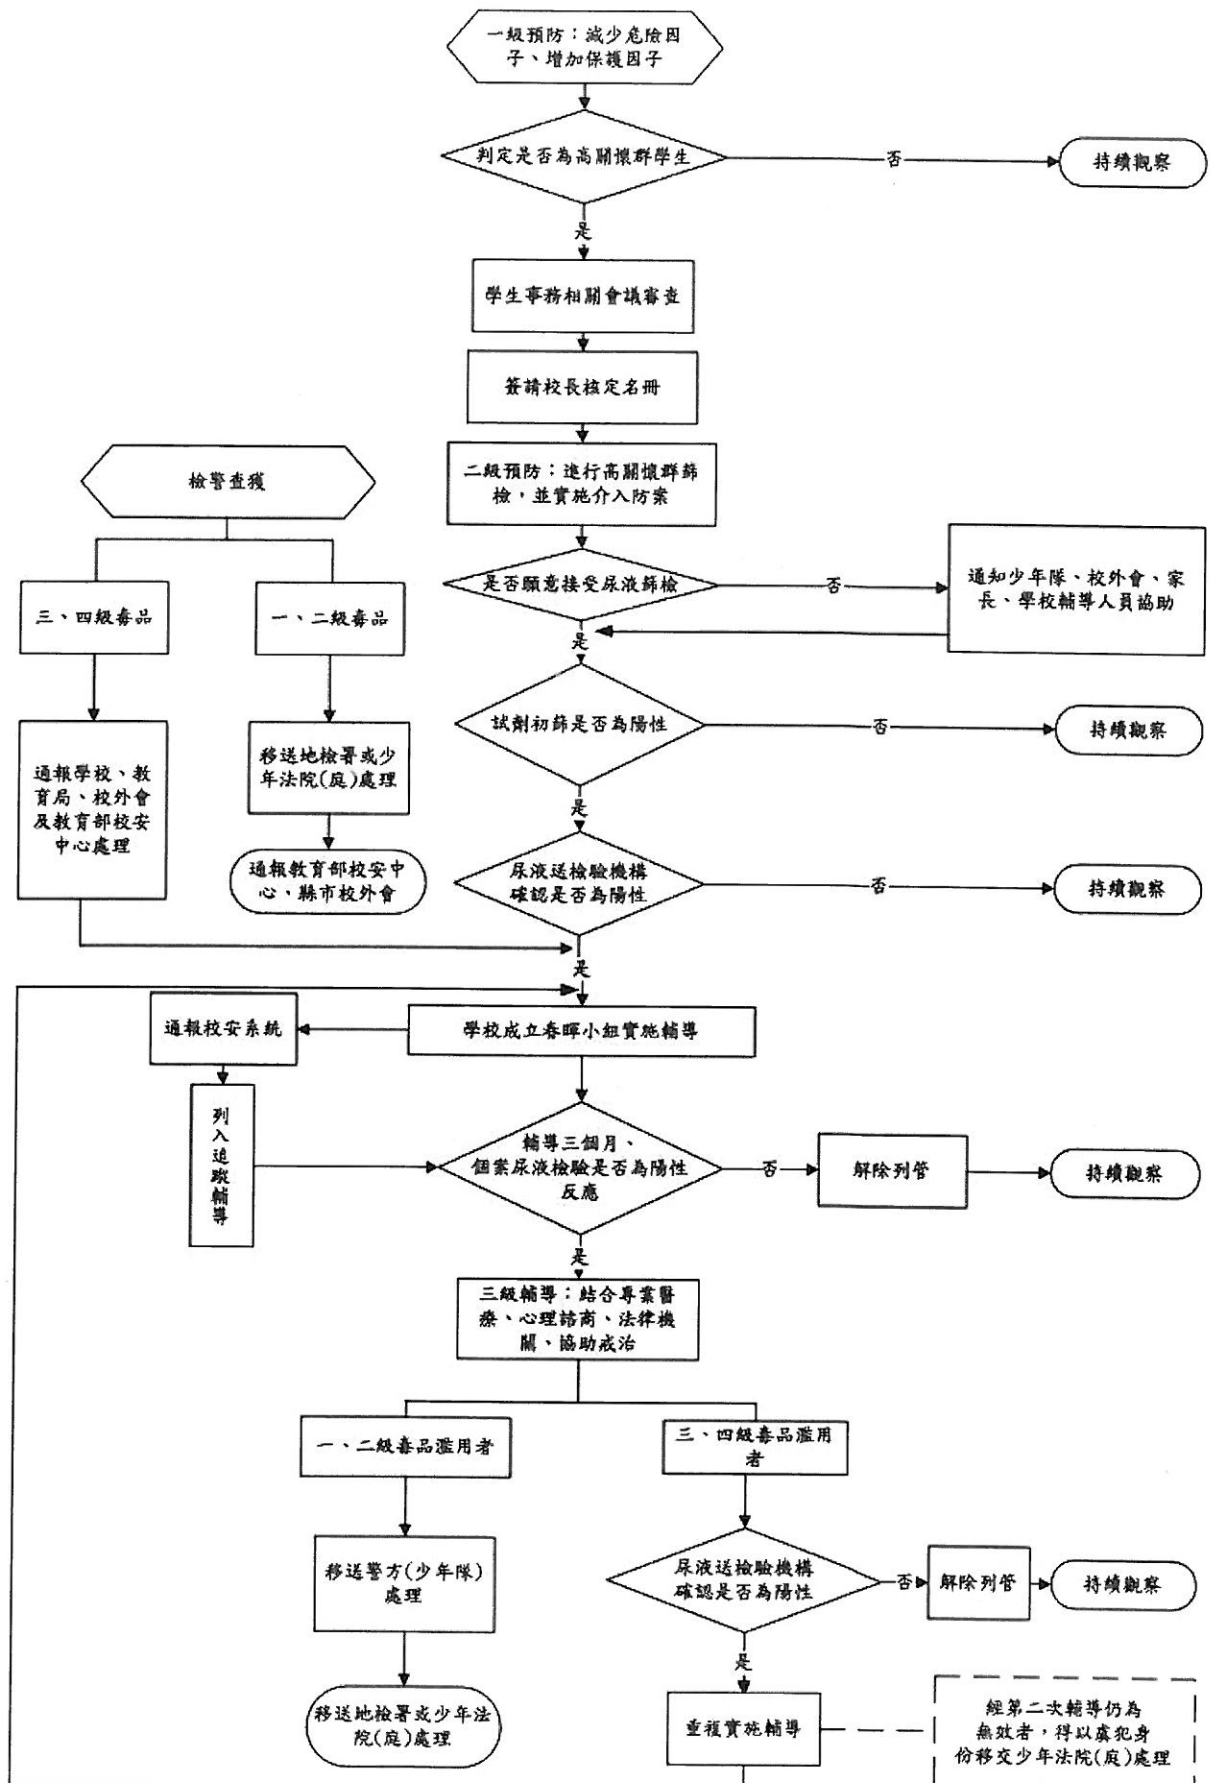 一級預防：減少危險因
子、增加保護因子
判定是否為高關懷群學生
否
持續觀察
是
學生事務相關會議審查
簽請校長核定名冊
二級預防：進行高關懷群篩
檢，並實施介入防案
檢警查獲
是否願意接受尿液篩檢
否
通知少年隊、校外會、家
長、學校輔導人員協助
三、四級毒品
一、二級毒品
是
試劑初篩是否為陽性
否
持續觀察
通報學校、教
育局、校外會
及教育部校安
中心處理
移送地檢署或少
年法院(庭)處理
是
通報教育部校安中
心、縣市校外會
尿液送檢驗機構
確認是否為陽性
否
持續觀察
是
通報校安系統
學校成立春暉小組實施輔導
列
入
追
蹤
輔
導
輔導三個月、
個案尿液檢驗是否為陽性
反應
否
解除列管
持續觀察
是
三級輔導：結合專業醫
療、心理諮商、法律機
關、協助戒治
一、二級毒品濫用者
三、四級毒品濫用
者
移送警方(少年隊)
處理
尿液送檢驗機構
確認是否為陽性
否
解除列管
持續觀察
是
移送地檢署或少年法
院(庭)處理
重複實施輔導
經第二次輔導仍為
無效者，得以虞犯身
份移交少年法院(庭)處理